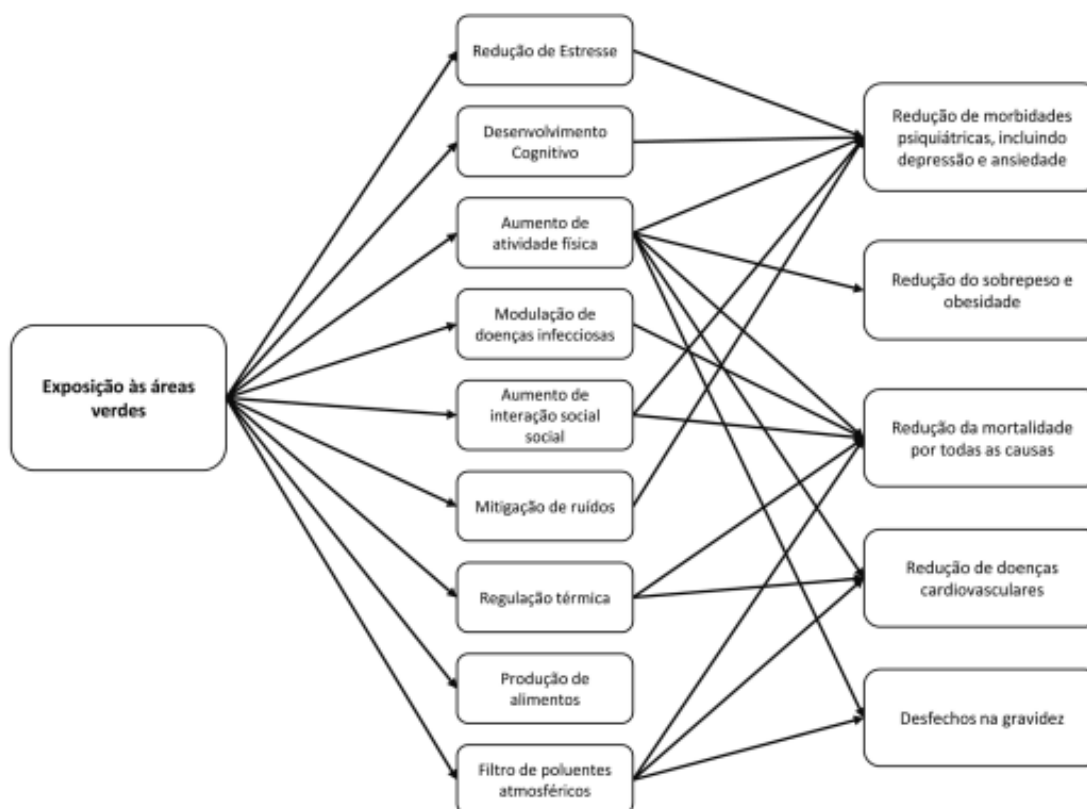 Exposição às áreas
verdes
Redução de Estresse
Desenvolvimento
Cognitivo
Aumento de
atividade física
Modulação de
doenças infecciosas
Aumento de
interação social
social
Mitigação de ruídos
Regulação térmica
Produção de
alimentos
Filtro de poluentes
atmosféricos
Redução de morbidades
psiquiátricas, incluindo
depressão e ansiedade
Redução do sobrepeso e
obesidade
Redução da mortalidade
por todas as causas
Redução de doenças
cardiovasculares
Desfechos na gravidez